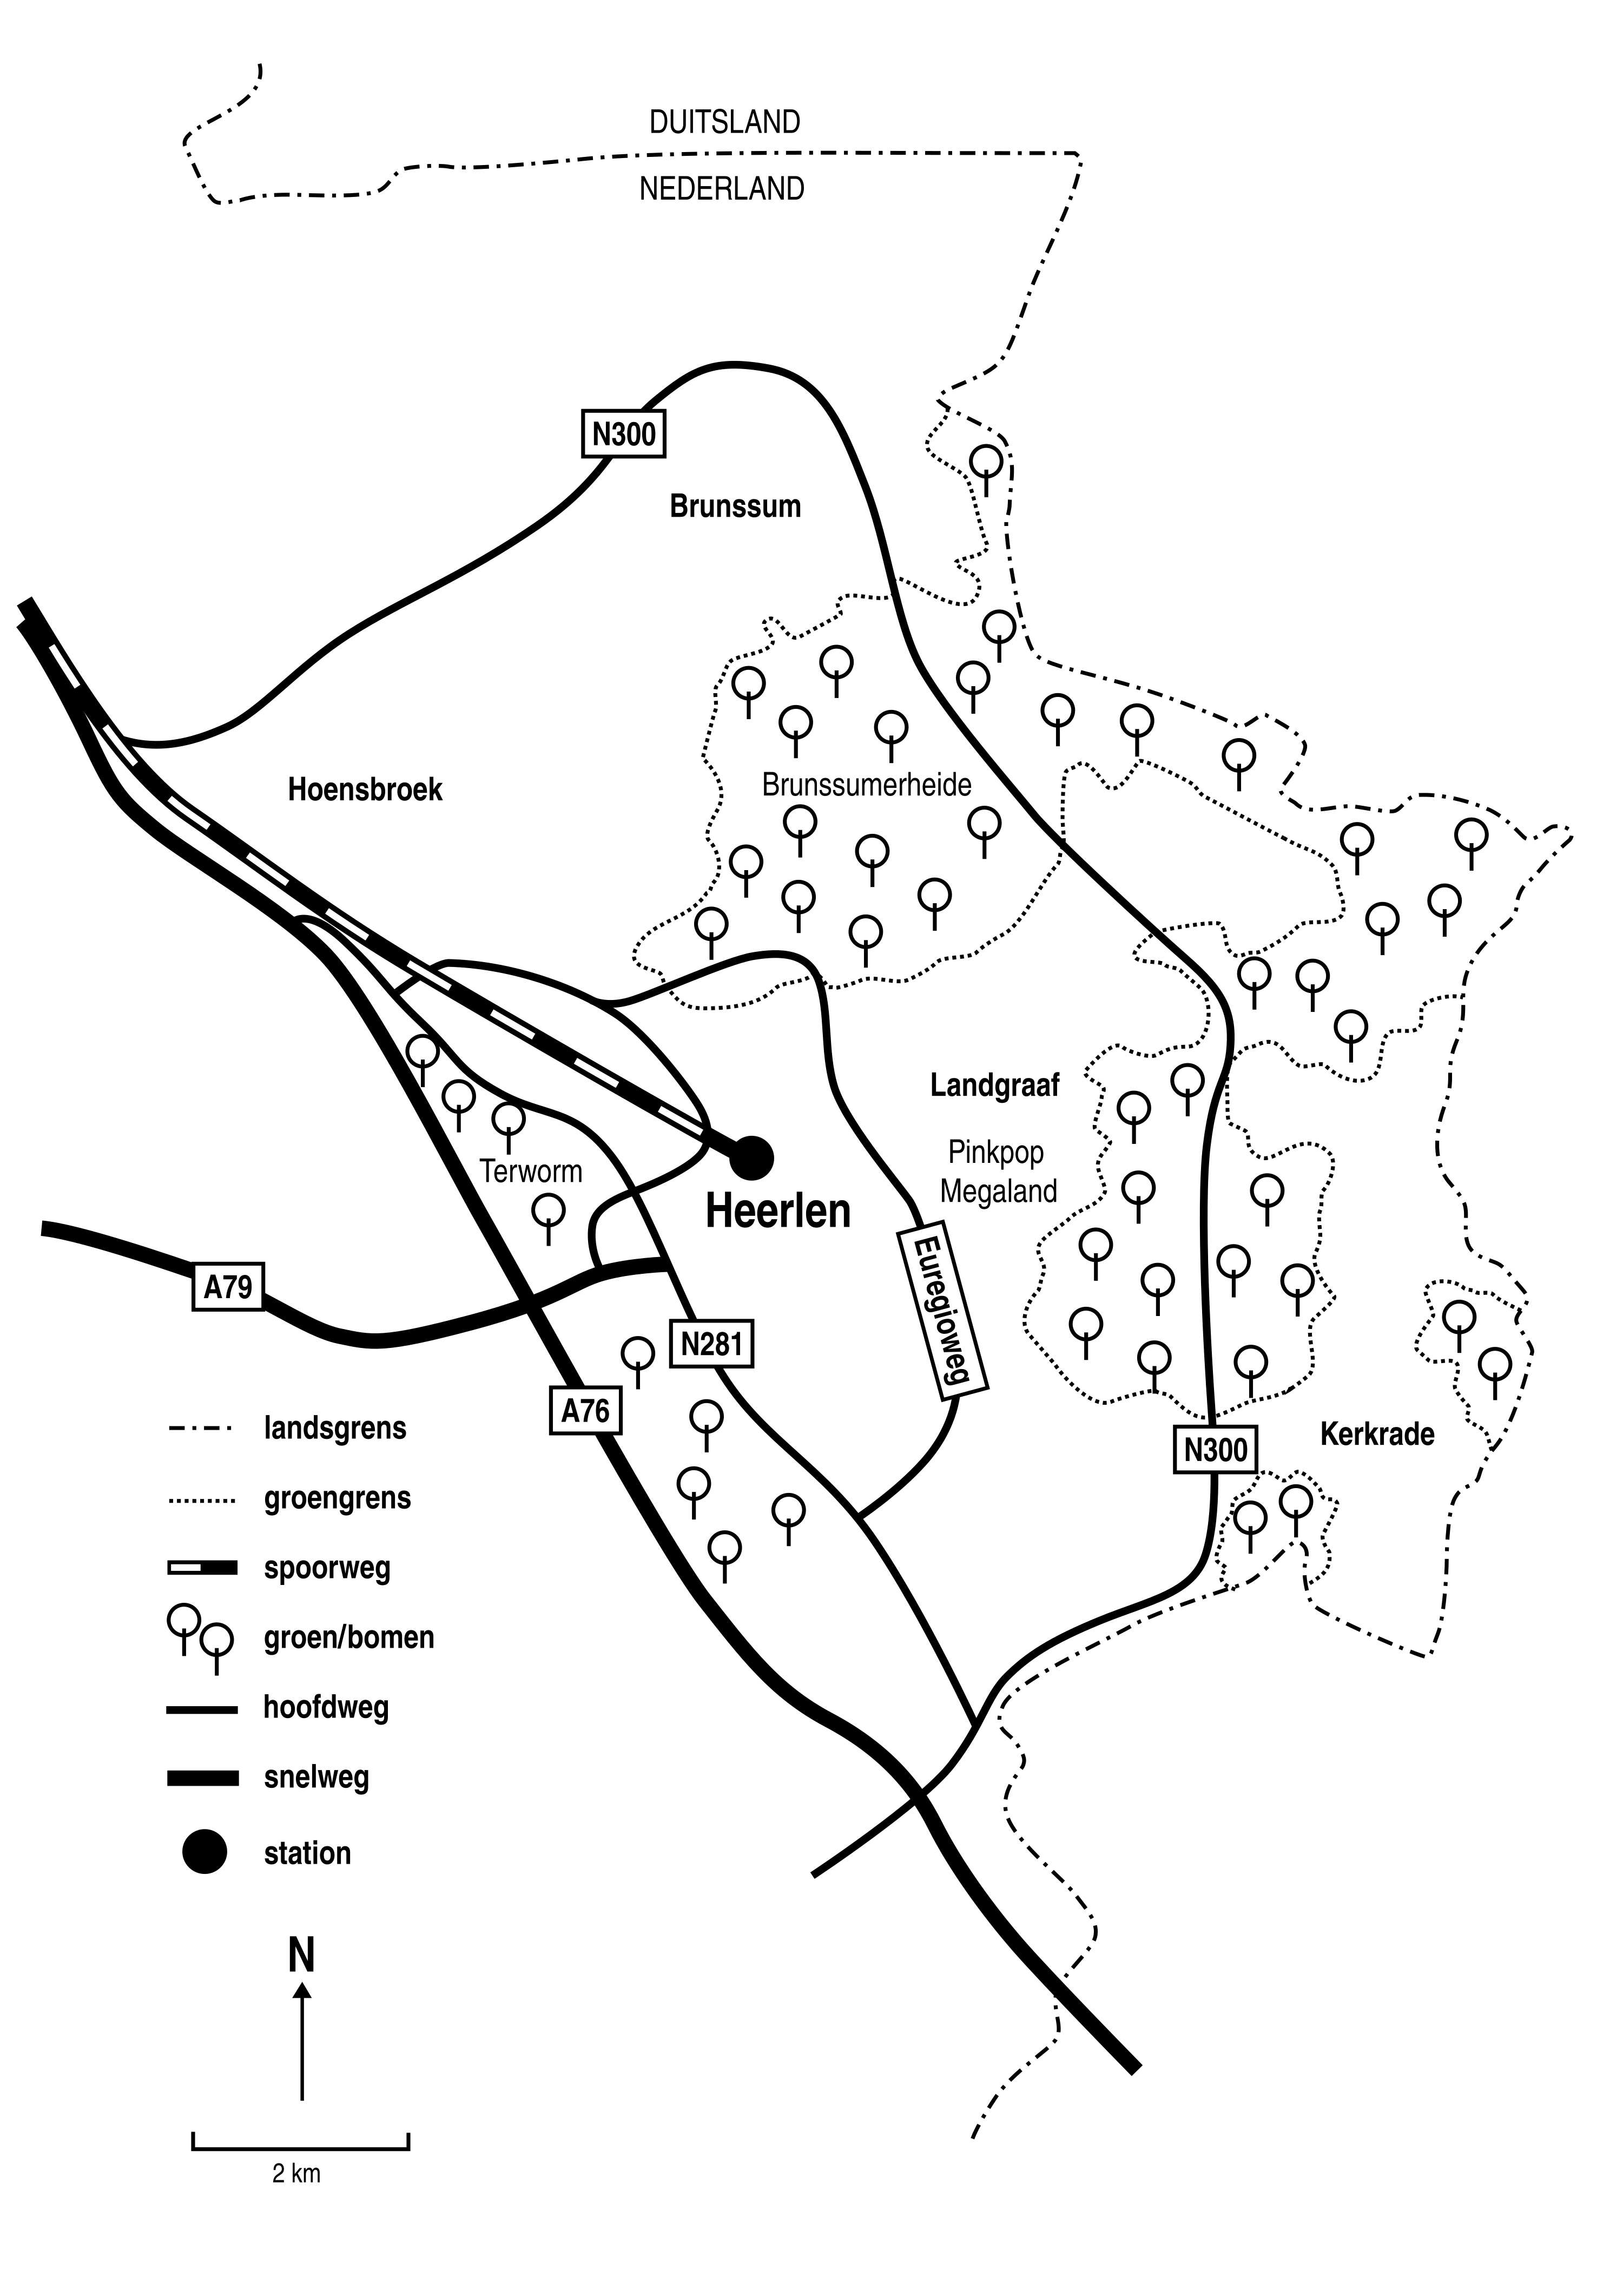 DUITSLAND
NEDERLAND
N300
Brunssum
Hoensbroek
Brunssumerheide
Landgraaf
Pinkpop
Megaland
Terworm
Heerlen
Euregioweg
A79
N281
A76
N300
Kerkrade
landsgrens
groengrens
spoorweg
groen/bomen
hoofdweg
snelweg
station
N
2 km